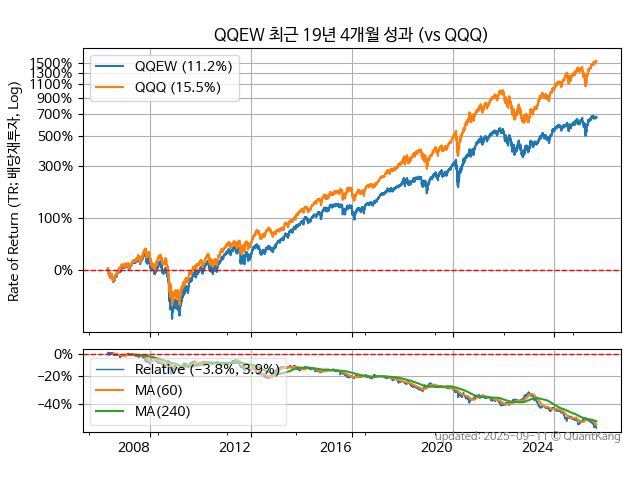 QQEW 최근 19년 4개월 성과 (vs QQQ)
Rate of Return (TR; 배당재투자, Log)
1500%
1300%
1100%
900%
700%
500%
300%
100%
0%
QQEW (11.2%)
QQQ (15.5%)
0%
−20%
−40%
Relative (−3.8%, 3.9%)
MA(60)
MA(240)
2008 2012 2016 2020 2024
updated: 2025-09-11 © QuantKang